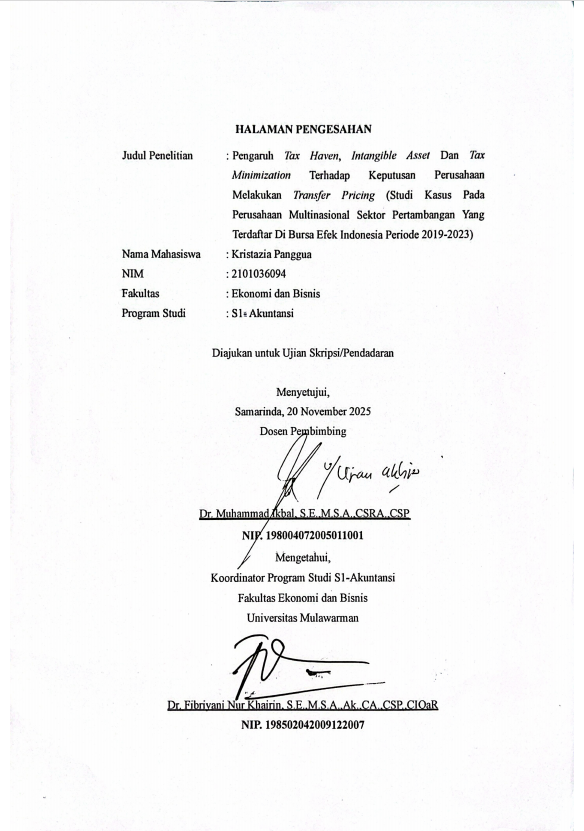 HALAMAN PENGESAHAN
Judul Penelitian : Pengaruh Tax Haven, Intangible Asset Dan Tax
Minimization Terhadap Keputusan Perusahaan
Melakukan Transfer Pricing (Studi Kasus Pada
Perusahaan Multinasional Sektor Pertambangan Yang
Terdaftar Di Bursa Efek Indonesia Periode 2019-2023)
Nama Mahasiswa : Kristazia Panggua
NIM : 2101036094
Fakultas : Ekonomi dan Bisnis
Program Studi : S1- Akuntansi
Diajukan untuk Ujian Skripsi/Pendadaran
Menyetujui,
Samarinda, 20 November 2025
Dosen Pembimbing
u/ Ujian akhir
Dr. Muhammad Ikbal, S.E.,M.S.A.,CSRA.,CSP
NIP. 198004072005011001
Mengetahui,
Koordinator Program Studi S1-Akuntansi
Fakultas Ekonomi dan Bisnis
Universitas Mulawarman
Dr. Fibriyani Nur Khairin, S.E.,M.S.A.,Ak.,CA.,CSP.,CIQaR
NIP. 198502042009122007